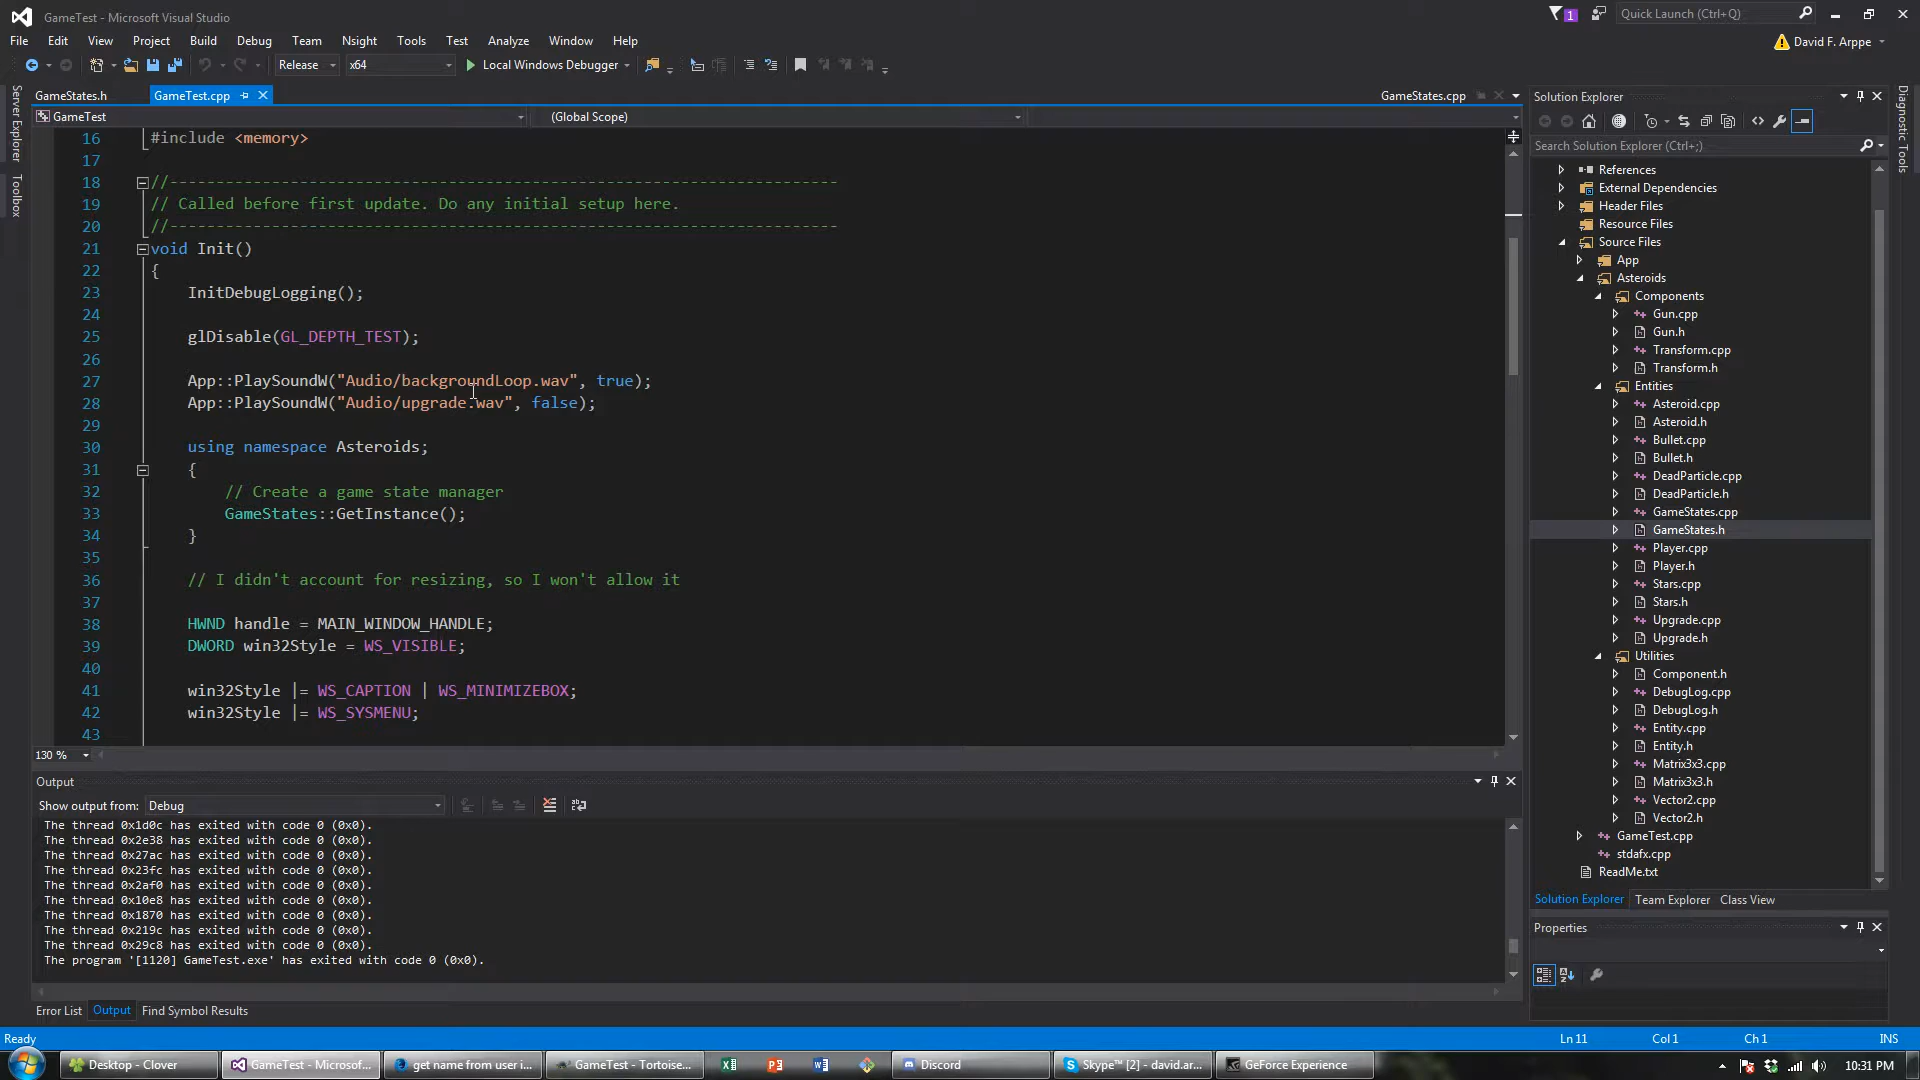 GameTest - Microsoft Visual Studio
1
Quick Launch (Ctrl+Q)
File Edit View Project Build Debug Team Nsight Tools Test Analyze Window Help
David F. Arppe
Release x64 Local Windows Debugger
Server Explorer
Toolbox
GameStates.h GameTest.cpp GameStates.cpp
GameTest (Global Scope)
16 #include <memory>
17
18 //------------------------------------------------------------------------
19 // Called before first update. Do any initial setup here.
20 //------------------------------------------------------------------------
21 void Init()
22 {
23 InitDebugLogging();
24
25 glDisable(GL_DEPTH_TEST);
26
27 App::PlaySoundW("Audio/backgroundLoop.wav", true);
28 App::PlaySoundW("Audio/upgrade.wav", false);
29
30 using namespace Asteroids;
31 {
32 // Create a game state manager
33 GameStates::GetInstance();
34 }
35
36 // I didn't account for resizing, so I won't allow it
37
38 HWND handle = MAIN_WINDOW_HANDLE;
39 DWORD win32Style = WS_VISIBLE;
40
41 win32Style |= WS_CAPTION | WS_MINIMIZEBOX;
42 win32Style |= WS_SYSMENU;
43
130 %
Output
Show output from: Debug
The thread 0x1d0c has exited with code 0 (0x0).
The thread 0x2e38 has exited with code 0 (0x0).
The thread 0x27ac has exited with code 0 (0x0).
The thread 0x23fc has exited with code 0 (0x0).
The thread 0x2af0 has exited with code 0 (0x0).
The thread 0x10e8 has exited with code 0 (0x0).
The thread 0x1870 has exited with code 0 (0x0).
The thread 0x219c has exited with code 0 (0x0).
The thread 0x29c8 has exited with code 0 (0x0).
The program '[1120] GameTest.exe' has exited with code 0 (0x0).
Error List Output Find Symbol Results
Solution Explorer
Search Solution Explorer (Ctrl+;)
References
External Dependencies
Header Files
Resource Files
Source Files
App
Asteroids
Components
Gun.cpp
Gun.h
Transform.cpp
Transform.h
Entities
Asteroid.cpp
Asteroid.h
Bullet.cpp
Bullet.h
DeadParticle.cpp
DeadParticle.h
GameStates.cpp
GameStates.h
Player.cpp
Player.h
Stars.cpp
Stars.h
Upgrade.cpp
Upgrade.h
Utilities
Component.h
DebugLog.cpp
DebugLog.h
Entity.cpp
Entity.h
Matrix3x3.cpp
Matrix3x3.h
Vector2.cpp
Vector2.h
GameTest.cpp
stdafx.cpp
ReadMe.txt
Solution Explorer Team Explorer Class View
Properties
Diagnostic Tools
Ready Ln 11 Col 1 Ch 1 INS
Desktop - Clover GameTest - Microsof... get name from user i... GameTest - Tortoise... Discord Skype™ [2] - david.ar... GeForce Experience 10:31 PM